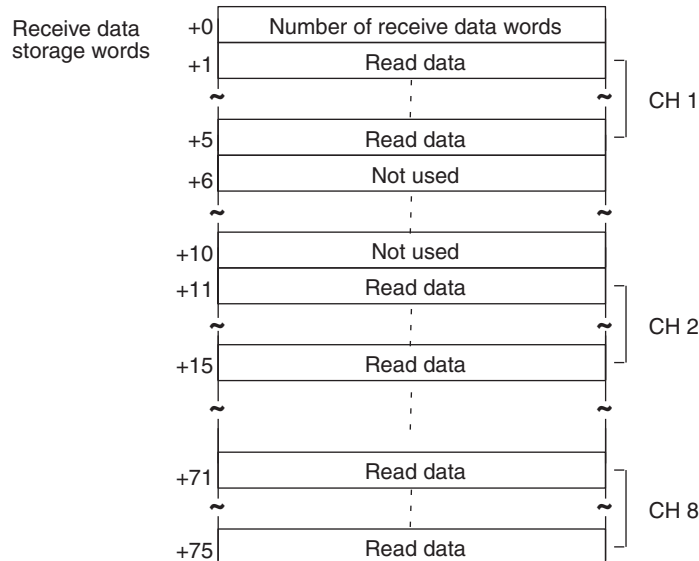 Receive data
storage words
+0 Number of receive data words
+1 Read data
CH 1
+5 Read data
+6 Not used
+10 Not used
+11 Read data
CH 2
+15 Read data
+71 Read data
CH 8
+75 Read data